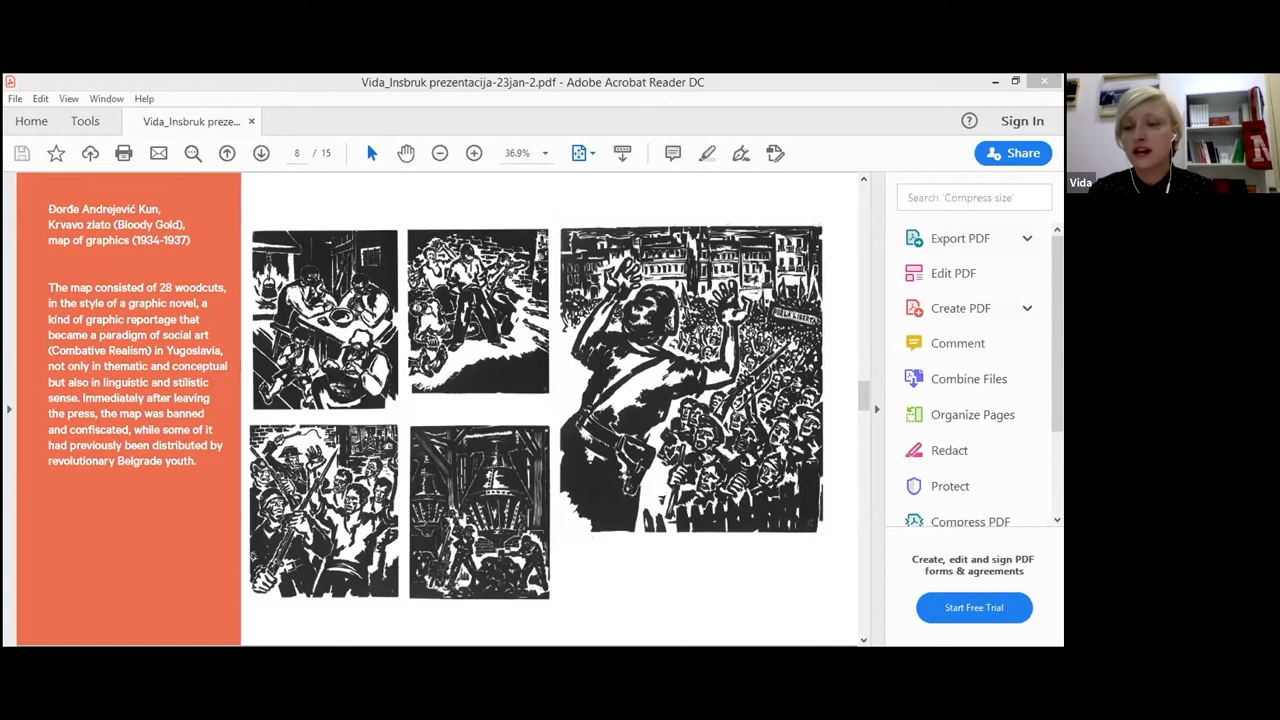 Vida_Insbruk prezentacija-23jan-2.pdf - Adobe Acrobat Reader DC
File Edit View Window Help
Home Tools Vida_Insbruk preze... × Sign In
8 / 15 36.9% Share
Đorđe Andrejević Kun,
Krvavo zlato (Bloody Gold),
map of graphics (1934-1937)
The map consisted of 28 woodcuts,
in the style of a graphic novel, a
kind of graphic reportage that
became a paradigm of social art
(Combative Realism) in Yugoslavia,
not only in thematic and conceptual
but also in linguistic and stilistic
sense. Immediately after leaving
the press, the map was banned
and confiscated, while some of it
had previously been distributed by
revolutionary Belgrade youth.
Search 'Compress size'
Export PDF
Edit PDF
Create PDF
Comment
Combine Files
Organize Pages
Redact
Protect
Compress PDF
Create, edit and sign PDF
forms & agreements
Start Free Trial
Vida